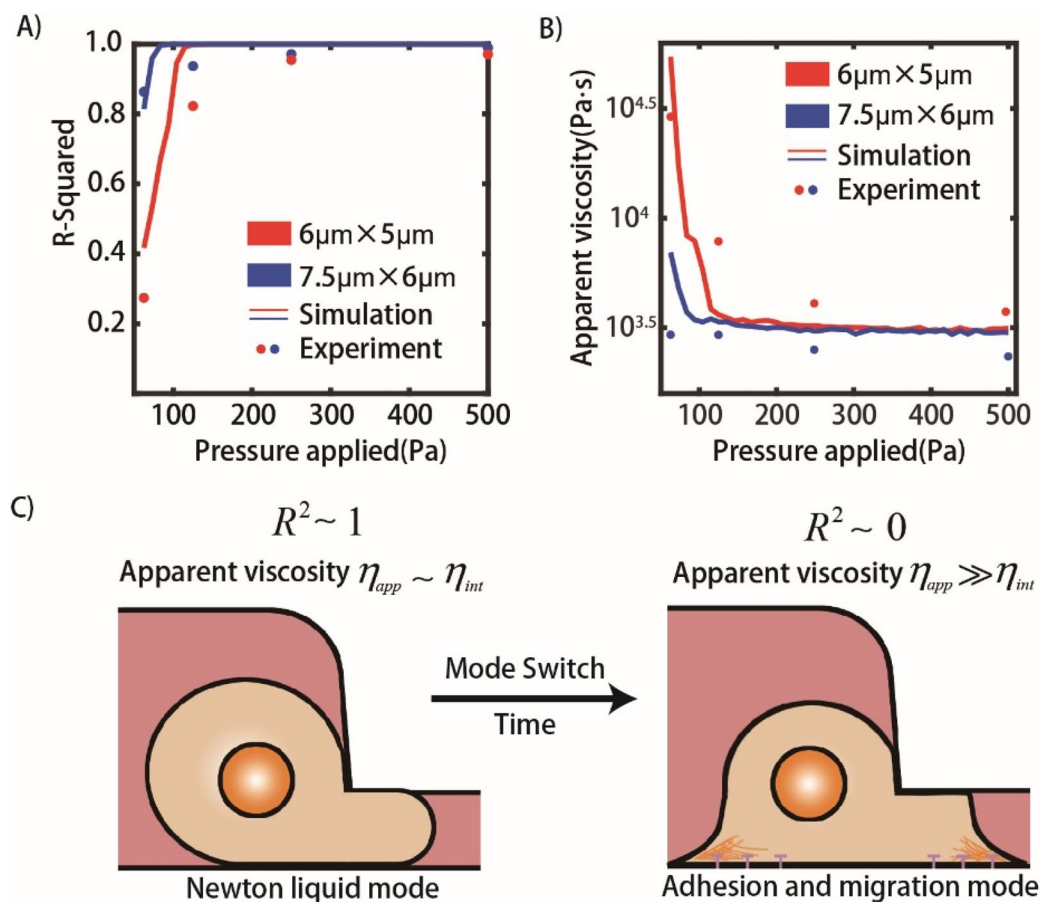 A)
R-Squared
1.0
0.8
0.6
0.4
0.2
100
200
300
400
500
Pressure applied(Pa)
6μm×5μm
7.5μm×6μm
Simulation
Experiment
B)
Apparent viscosity(Pa·s)
10^4.5
10^4
10^3.5
100
200
300
400
500
Pressure applied(Pa)
6μm×5μm
7.5μm×6μm
Simulation
Experiment
C)
R² ~ 1
Apparent viscosity η_app ~ η_int
Newton liquid mode
Mode Switch
Time
R² ~ 0
Apparent viscosity η_app ≫ η_int
Adhesion and migration mode